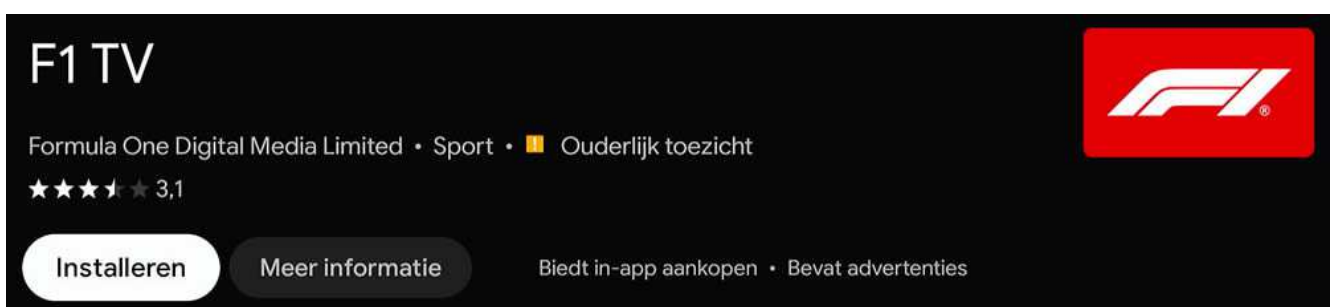 F1 TV
Formula One Digital Media Limited • Sport • Ouderlijk toezicht
3,1
Installeren
Meer informatie
Biedt in-app aankopen • Bevat advertenties
F1®